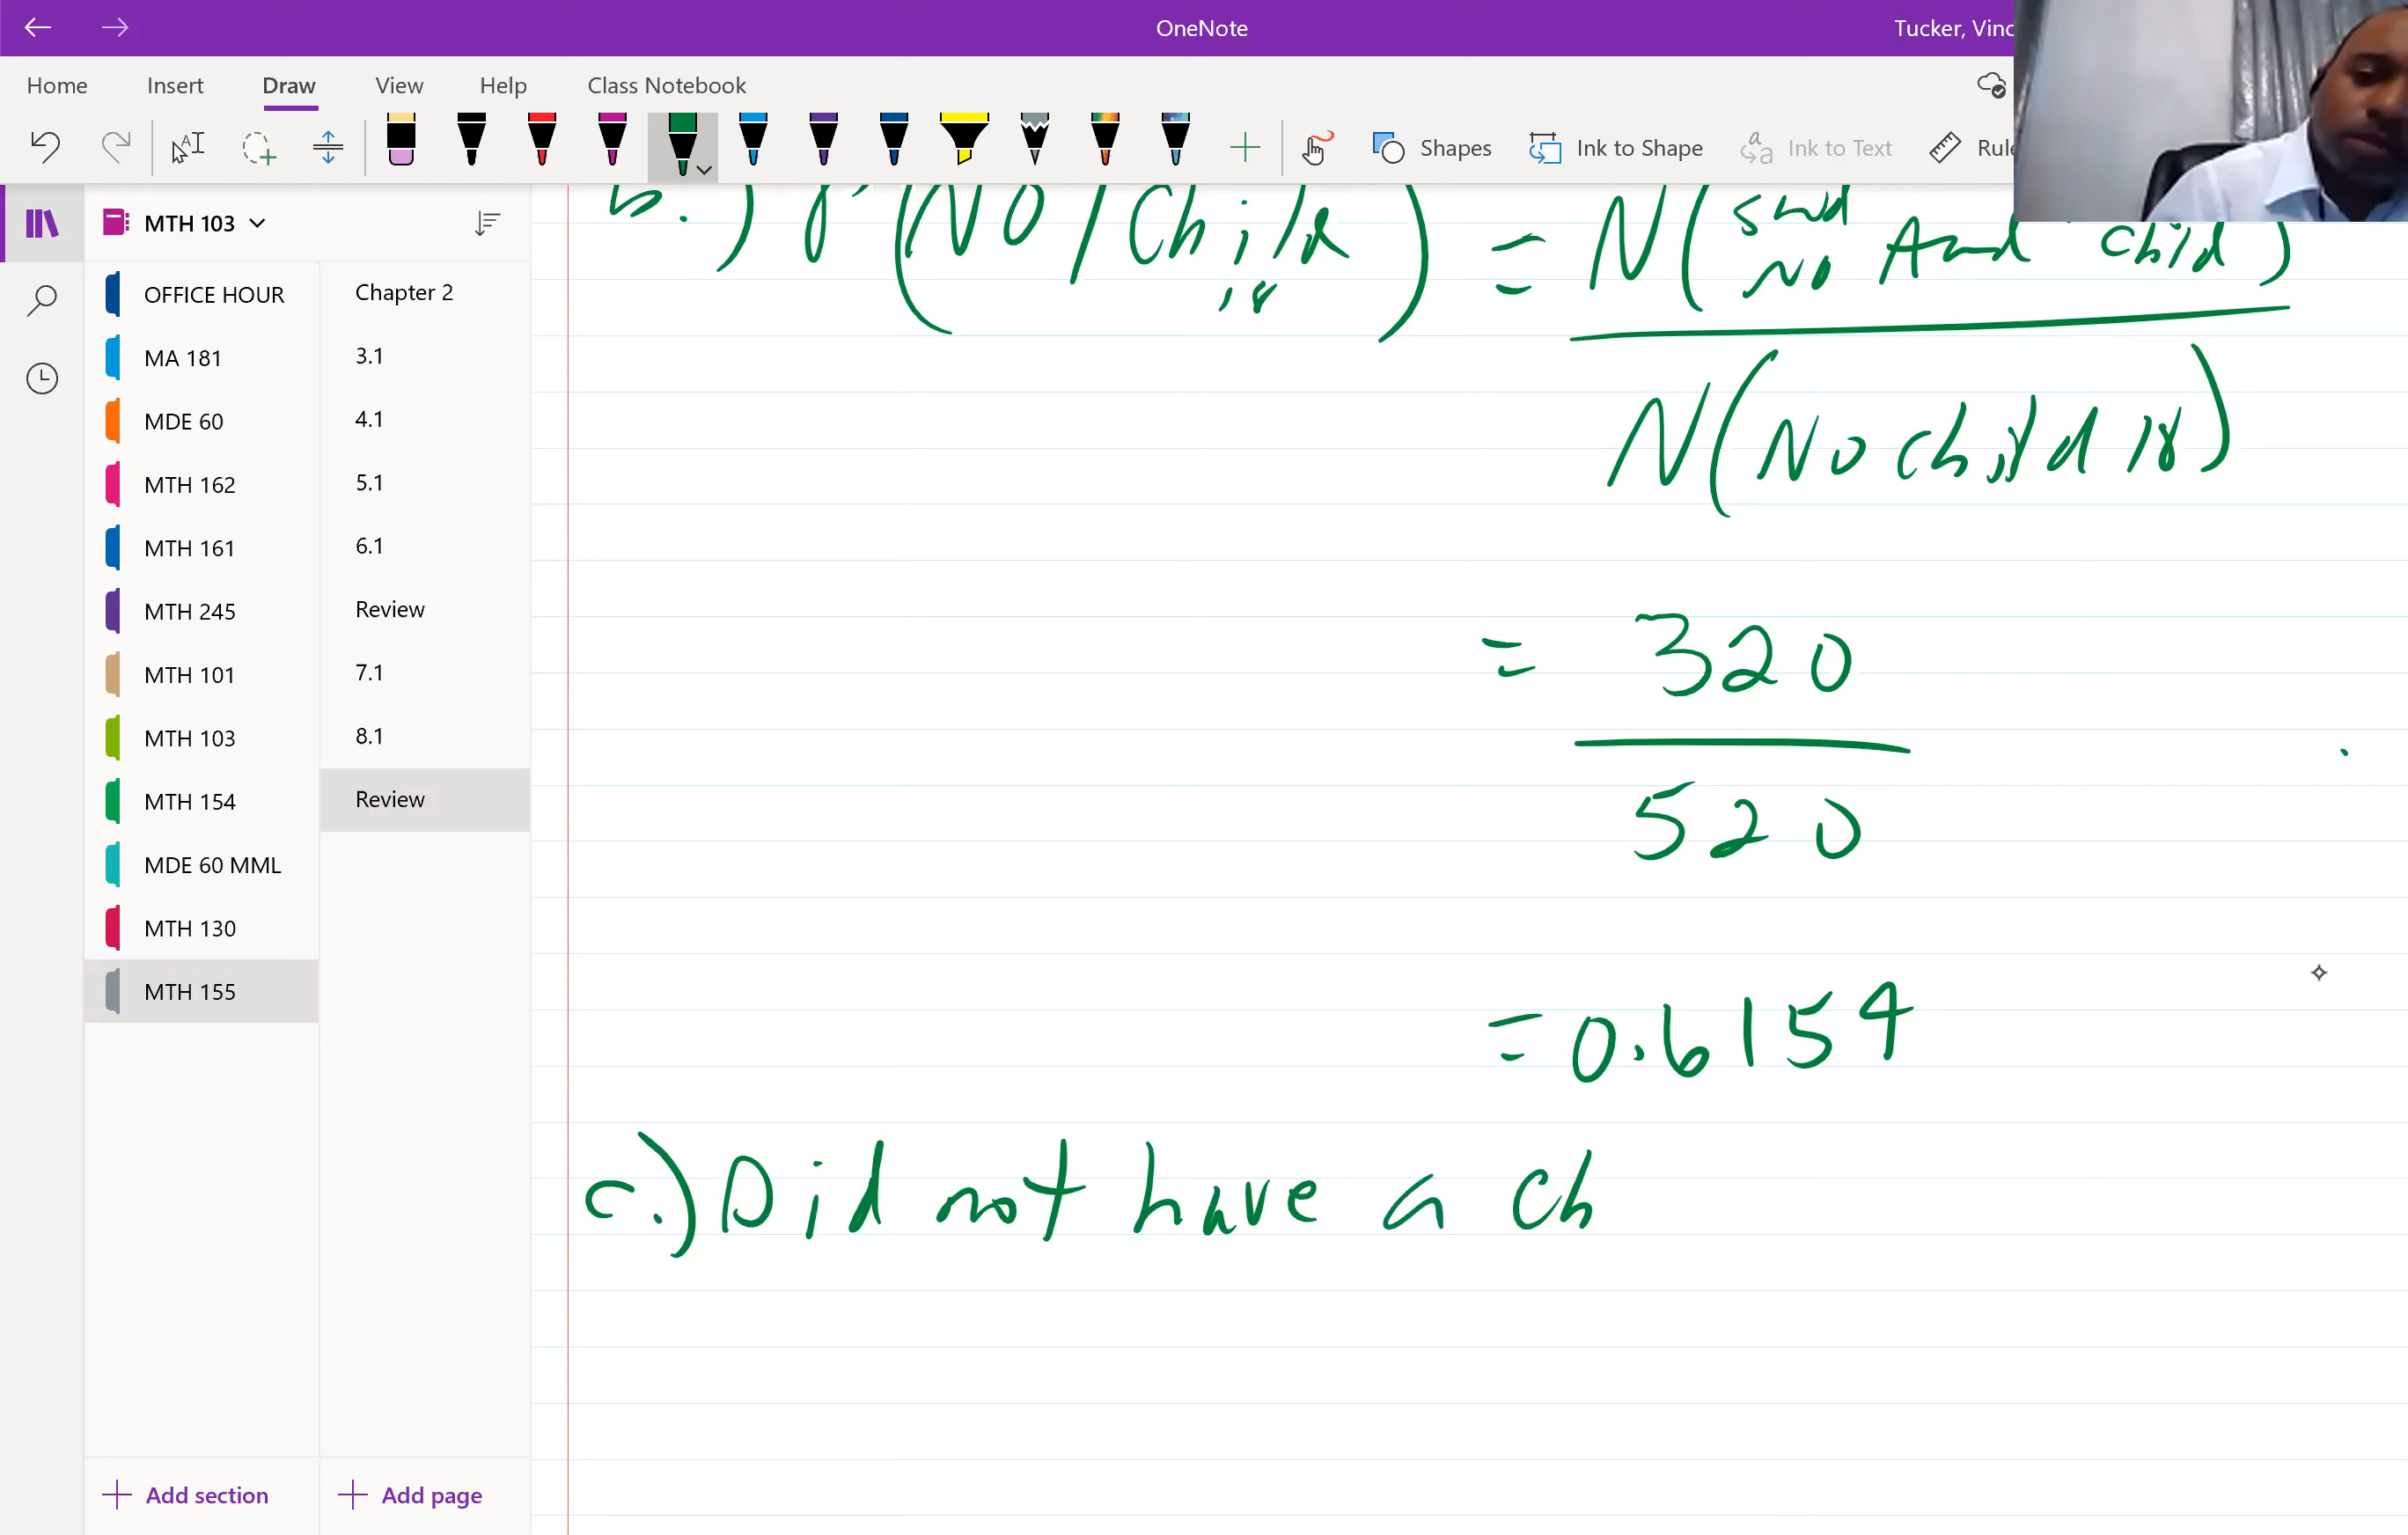 OneNote
Tucker, Vinc
Home Insert Draw View Help Class Notebook
Shapes Ink to Shape Ink to Text Rule
MTH 103
OFFICE HOUR
MA 181
MDE 60
MTH 162
MTH 161
MTH 245
MTH 101
MTH 103
MTH 154
MDE 60 MML
MTH 130
MTH 155
Add section
Chapter 2
3.1
4.1
5.1
6.1
Review
7.1
8.1
Review
Add page
b.) P(NO/Child 18) = N( No And child)
N(No child 18)
= 320
520
= 0.6154
c.) Did not have a ch